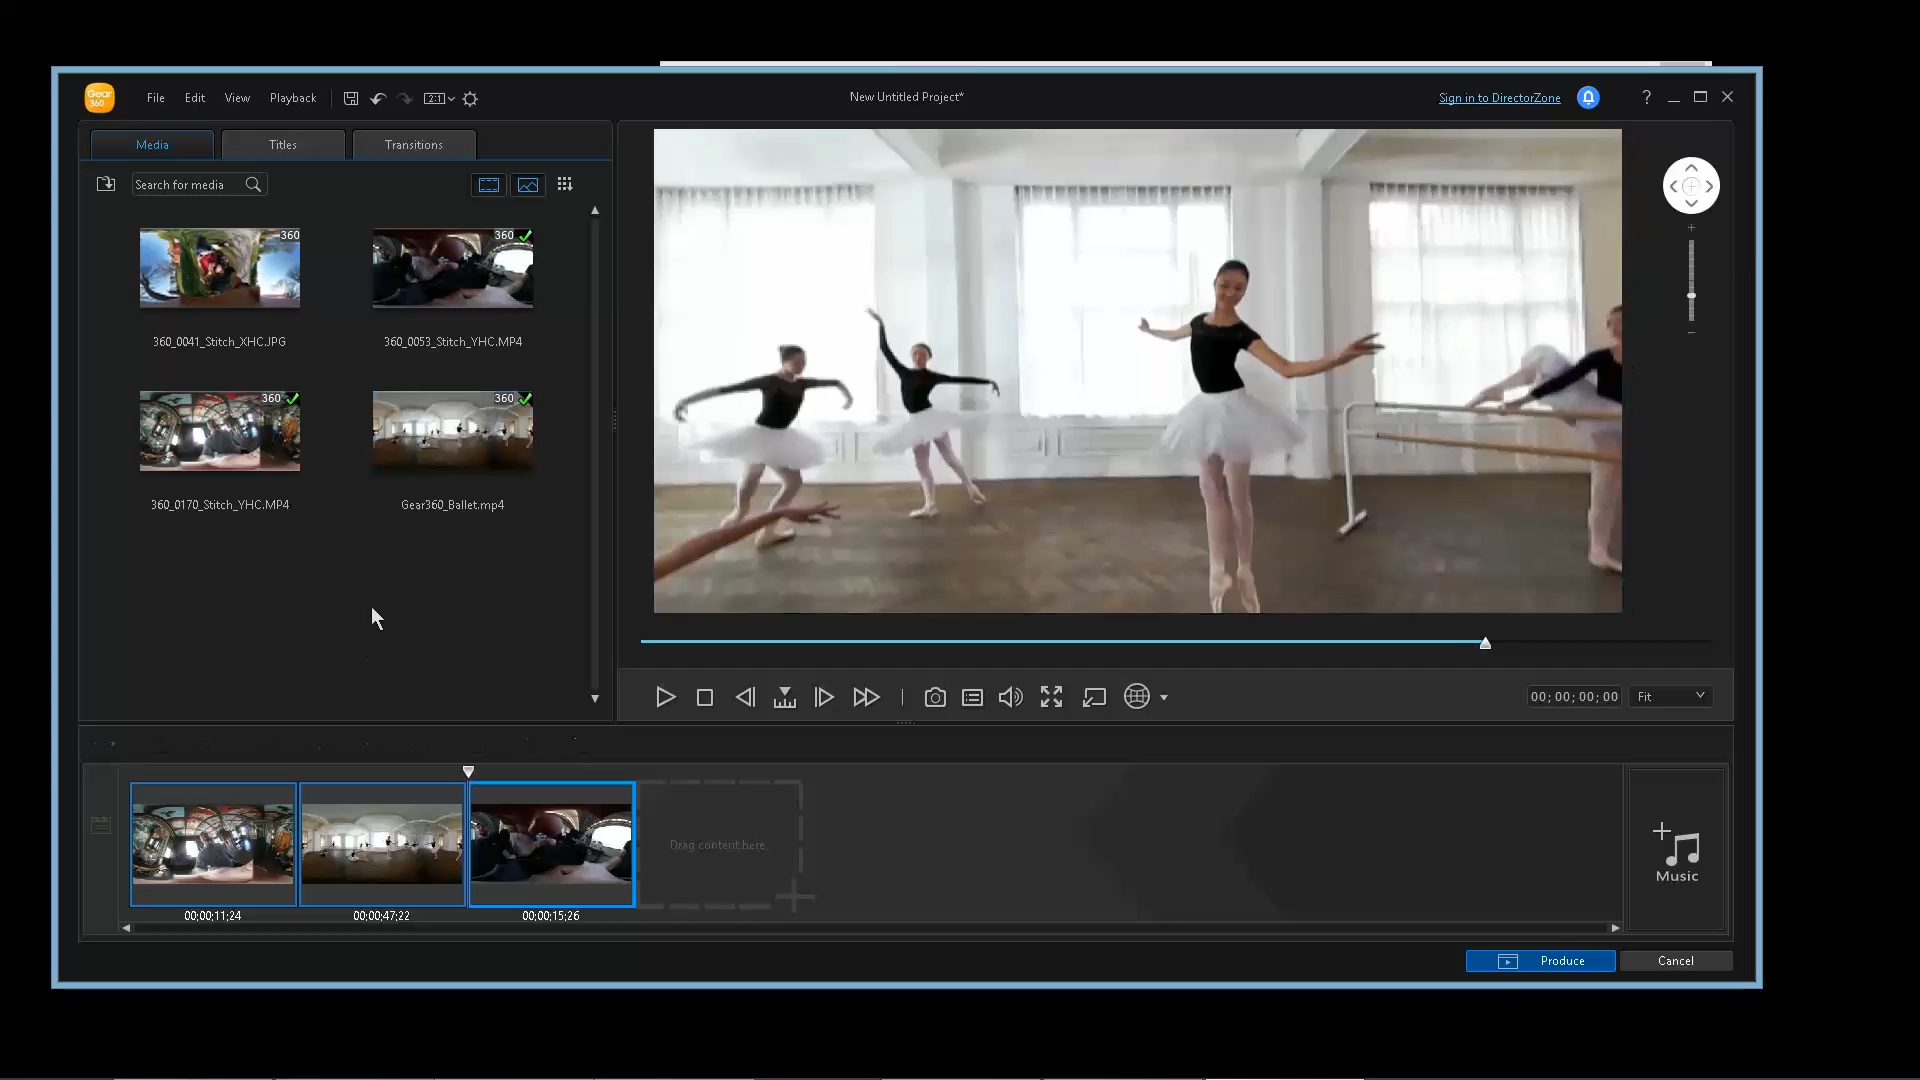 Gear
360
File Edit View Playback
2:1
New Untitled Project*
Sign in to DirectorZone
?
Media Titles Transitions
Search for media
360
360
360_0041_Stitch_XHC.JPG
360_0053_Stitch_YHC.MP4
360
360
360_0170_Stitch_YHC.MP4
Gear360_Ballet.mp4
00; 00; 00; 00
Fit
Drag content here
00;00;11;24
00;00;47;22
00;00;15;26
Music
Produce
Cancel